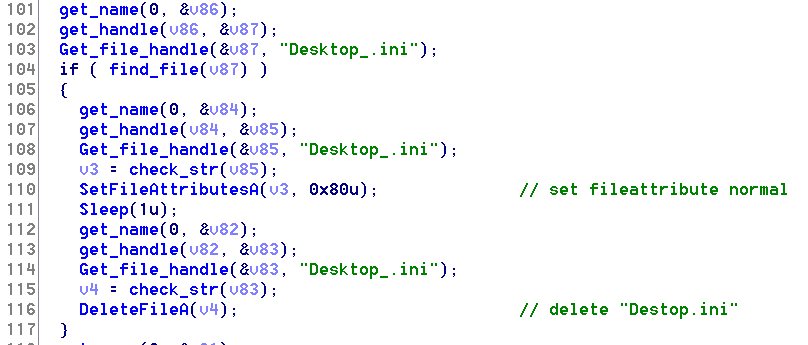 101 get_name(0, &v86);
102 get_handle(v86, &v87);
103 Get_file_handle(&v87, "Desktop_.ini");
104 if ( find_file(v87) )
105 {
106 get_name(0, &v84);
107 get_handle(v84, &v85);
108 Get_file_handle(&v85, "Desktop_.ini");
109 v3 = check_str(v85);
110 SetFileAttributesA(v3, 0x80u); // set fileattribute normal
111 Sleep(1u);
112 get_name(0, &v82);
113 get_handle(v82, &v83);
114 Get_file_handle(&v83, "Desktop_.ini");
115 v4 = check_str(v83);
116 DeleteFileA(v4); // delete "Destop.ini"
117 }